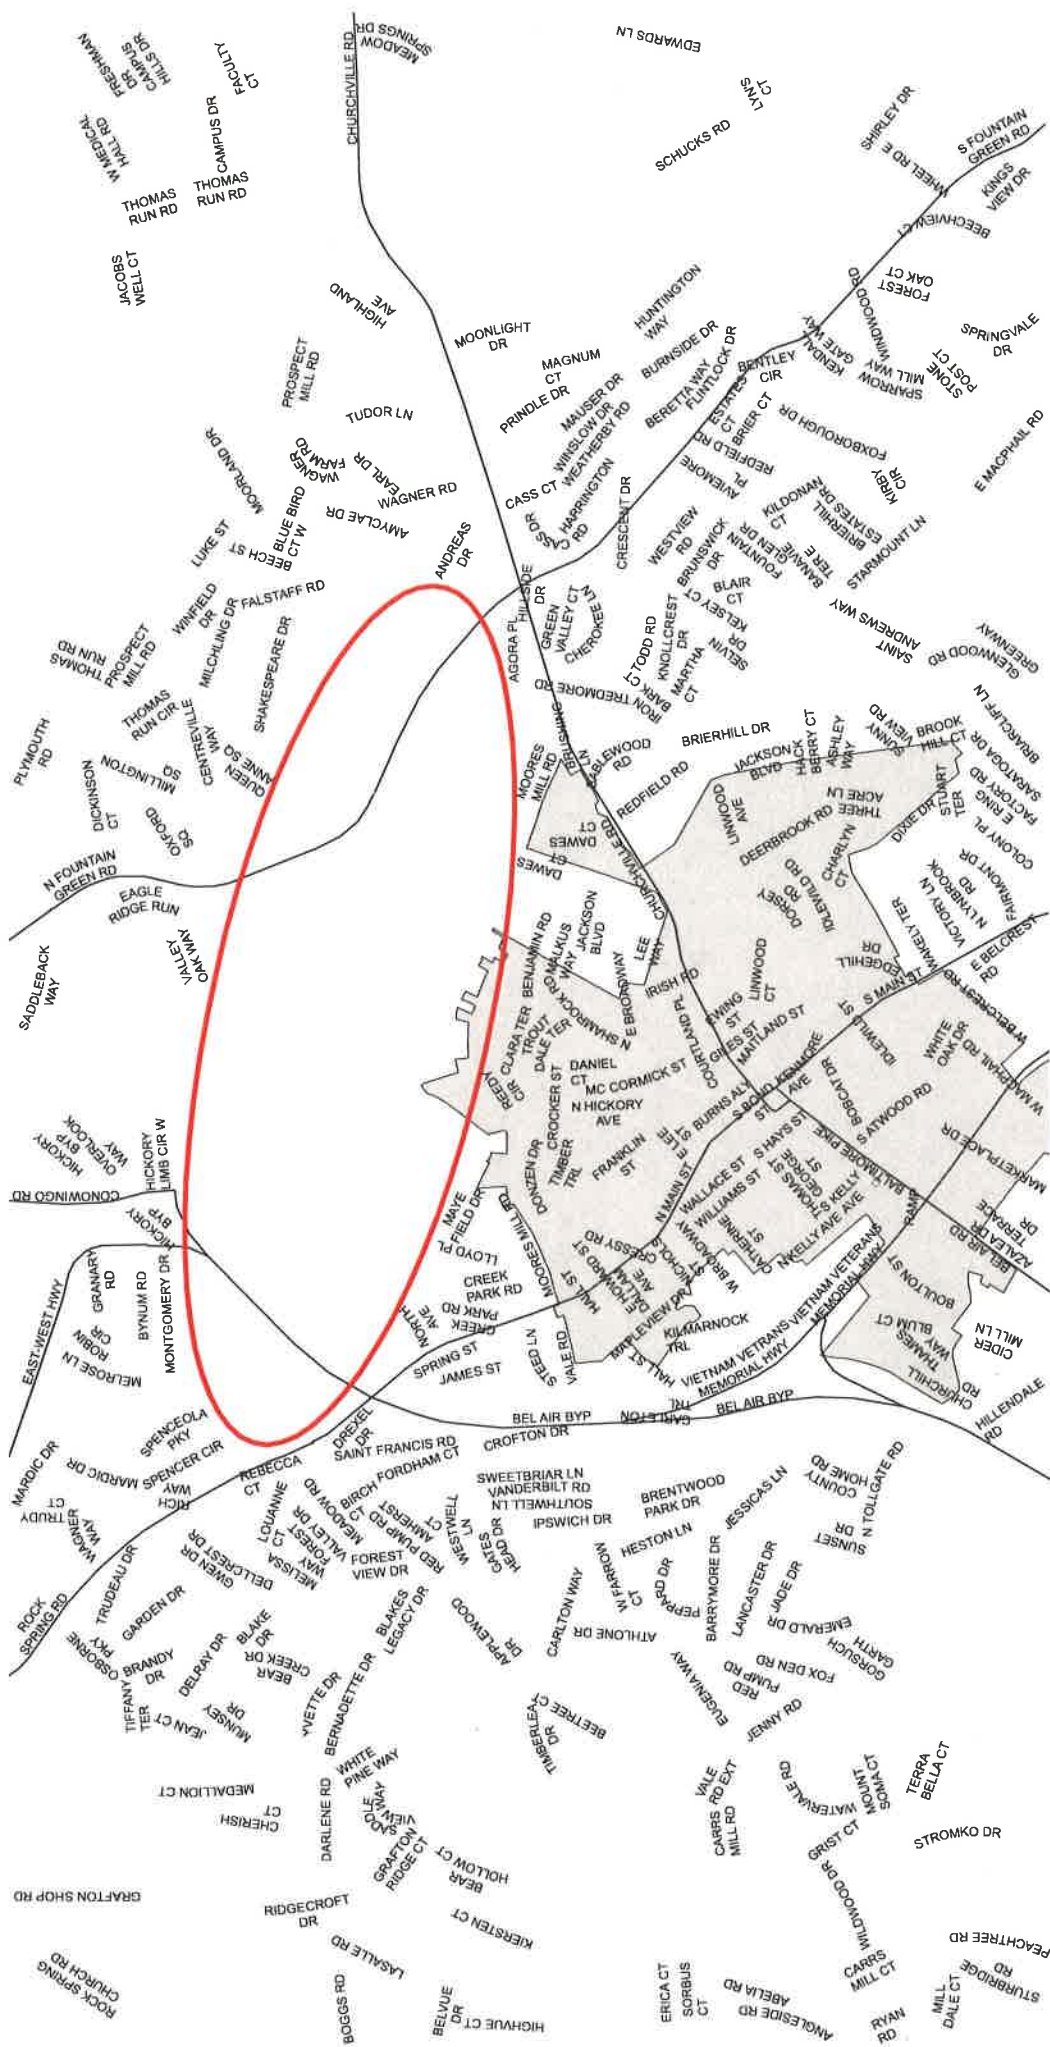 FRESHMAN
DR
CAMPUS
HILLS DR
FACULTY
CT
CHURCHVILLE RD
MEADOW
SPRINGS DR
EDWARDS LN
LYNS
CT
SCHUCKS RD
SHIRLEY DR
S FOUNTAIN
GREEN RD
WHEEL RD E
KINGS
VIEW DR
BEECHVIEW CT
W MEDICAL
HALL RD
CAMPUS DR
THOMAS
RUN RD
THOMAS
RUN RD
JACOBS
WELL CT
HIGHLAND
AVE
MOONLIGHT
DR
HUNTINGTON
WAY
FOREST
OAK CT
WINDWOOD RD
SPRINGVALE
DR
PROSPECT
MILL RD
MAGNUM
CT
BURNSIDE DR
BENTLEY
CIR
KENDALL
GATE WAY
SPARROW
MILL WAY
STONE
POST CT
TUDOR LN
PRINDLE DR
MAUSER DR
WINSLOW DR
WEATHERBY RD
BERETTA WAY
FLINTLOCK DR
ESTATES
CT
BRIER CT
FOXBOROUGH DR
E MACPHAIL RD
MOORLAND DR
WAGNER
FARM RD
EARL DR
WAGNER RD
CASS CT
HARRINGTON
RD
CASS DR
REDFIELD RD
AVIEMORE
PL
KIRBY
CIR
LUKE ST
BEECH ST
BLUE BIRD
CT W
AMYCLAE DR
ANDREAS
DR
CRESCENT DR
WESTVIEW
RD
BRUNSWICK
DR
KILDONAN
CT
FOUNTAIN
GLEN DR
BANAVIE
TER E
BRIERHILL
ESTATES DR
STARMOUNT LN
WINFIELD
DR
MILCHLING DR
FALSTAFF RD
HILLSIDE
DR
AGORA PL
GREEN
VALLEY CT
CHEROKEE LN
BLAIR
CT
KELSEY CT
SAINT
ANDREWS WAY
THOMAS
RUN RD
PROSPECT
MILL RD
SHAKESPEARE DR
TODD RD
BARK CT
KNOLLCREST
DR
MARTHA
CT
SELVIN
DR
GLENWOOD RD
GREENWAY
PLYMOUTH
RD
THOMAS
RUN CIR
CENTREVILLE
WAY
QUEEN
ANNE SQ
MILLINGTON
SQ
TREDMORE RD
IRON
BRUSHING
LN
MOORES
MILL RD
TABLEWOOD
RD
REDFIELD RD
BRIERHILL DR
JACKSON
BLVD
HACK
BERRY CT
ASHLEY
WAY
SUNNY
VIEW RD
BROOK
HILL CT
BRIARCLIFF LN
SARATOGA DR
DICKINSON
CT
OXFORD
SQ
DAWES
CT
DAWES
CT
CHURCHVILLE RD
LINWOOD
AVE
DEERBROOK RD
THREE
ACRE LN
DIXIE DR
STUART
TER
E RING
FACTORY RD
COLONY PL
N FOUNTAIN
GREEN RD
EAGLE
RIDGE RUN
CHARLYN
CT
IDLEWILD RD
DORSEY
RD
FAIRMONT DR
N LYNBROOK
RD
VICTORY LN
WAKELY TER
SADDLEBACK
WAY
VALLEY
OAK WAY
BENJAMIN RD
MALKUS
WAY
JACKSON
BLVD
LEE
WAY
IRISH RD
LINWOOD
CT
EDGEHILL
DR
S MAIN ST
E BELCREST
RD
W BELCREST RD
CLARA TER
TROUT
DALE TER
SHAMROCK RD
N
E BROADWAY
COURTLAND PL
EWING
ST
GILES ST
MAITLAND ST
IDLEWILD ST
WHITE
OAK DR
W MACPHAIL RD
REEDY
CIR
CROCKER ST
DANIEL
CT
MC CORMICK ST
N HICKORY
AVE
BURNS ALY
S BOND
ST
KENMORE
AVE
BOBCAT DR
S ATWOOD RD
HICKORY
BYP
OVERLOOK
WAY
HICKORY
LIMB CIR W
CONOWINGO RD
HICKORY
BYP
MAYE
FIELD DR
DONZEN DR
TIMBER
TRL
FRANKLIN
ST
E LEE
ST
S HAYS ST
BALTIMORE PIKE
MARKETPLACE DR
N MAIN ST
WALLACE ST
WILLIAMS ST
THOMAS ST
GEORGE
ST
S KELLY
AVE
N KELLY AVE
CATHERINE
ST
W BROADWAY
NICHOLS
ST
CRESSY RD
MOORES MILL RD
LLOYD PL
CREEK
PARK RD
CREEK
PARK RD
HAUL ST
E HOWARD ST
DALLAM
AVE
RAMP
BEL AIR RD
AZALEA DR
TERRACE
DR
EAST-WEST HWY
GRANARY
RD
BYNUM RD
MONTGOMERY DR
ROBIN
CIR
MELROSE LN
NORTH
AVE
SPRING ST
JAMES ST
STEED LN
VALE RD
MAPLEVIEW DR
KILMARNOCK
TRL
HALL ST
VIETNAM VETERANS
MEMORIAL HWY
VIETNAM VETRANS
MEMORIAL HWY
BOULTON ST
BLUM CT
THAMES
WAY
CHURCHILL
RD
CIDER
MILL LN
HILLENDALE
RD
SPENCEOLA
PKY
SPENCER CIR
DREXEL
DR
BEL AIR BYP
CARLETON
TRL
BEL AIR BYP
MARDIC DR
MARDIC DR
RICH
WAY
REBECCA
CT
SAINT FRANCIS RD
CROFTON DR
FORDHAM CT
TRUDY
CT
WAGNER
WAY
LOUANNE
CT
MEADOW RD
BIRCH
CT
VALLEY DR
FOREST
WAY
MELISSA
RED PUMP RD
AMHERST
CT
WESTWELL
LN
SWEETBRIAR LN
VANDERBILT RD
SOUTHWELL LN
IPSWICH DR
GATES
HEAD DR
BRENTWOOD
PARK DR
JESSICAS LN
HESTON LN
COUNTY
HOME RD
N TOLLGATE RD
SUNSET
DR
ROCK
SPRING RD
TRUDEAU DR
GWEN DR
DELLCREST DR
FOREST
VIEW DR
GARDEN DR
BLAKE
DR
BEAR
CREEK DR
BLAKES
LEGACY DR
APPLEWOOD
DR
CARLTON WAY
W FARROW
CT
PEPPARD DR
BARRYMORE DR
LANCASTER DR
JADE DR
EMERALD DR
GARTH
GORSUCH
OSBORNE
PKY
BRANDY
DR
TIFFANY
TER
JEAN CT
DELRAY DR
MUNSEY
DR
YVETTE DR
BERNADETTE DR
ATHLONE DR
EUGENIA WAY
RED
PUMP RD
FOX DEN RD
JENNY RD
TIMBERLEA
DR
BEETREE CT
WHITE
PINE WAY
MEDALLION CT
CHERISH
CT
DARLENE RD
SADDLE
VIEW WAY
GRAFTON
RIDGE CT
BEAR
HOLLOW CT
VALE
RD EXT
CARRS
MILL RD
WATERVALE RD
MOUNT
SOMA CT
TERRA
BELLA CT
GRIST CT
STROMKO DR
GRAFTON SHOP RD
RIDGECROFT
DR
LASALLE RD
KIERSTEN CT
WILDWOOD DR
CARRS
MILL CT
PEACHTREE RD
STURBRIDGE
RD
ROCK SPRING
CHURCH RD
BOGGS RD
BELVUE
DR
HIGHVUE CT
ERICA CT
SORBUS
CT
ABELIA RD
ANGLESIDE RD
RYAN
RD
MILL
DALE CT